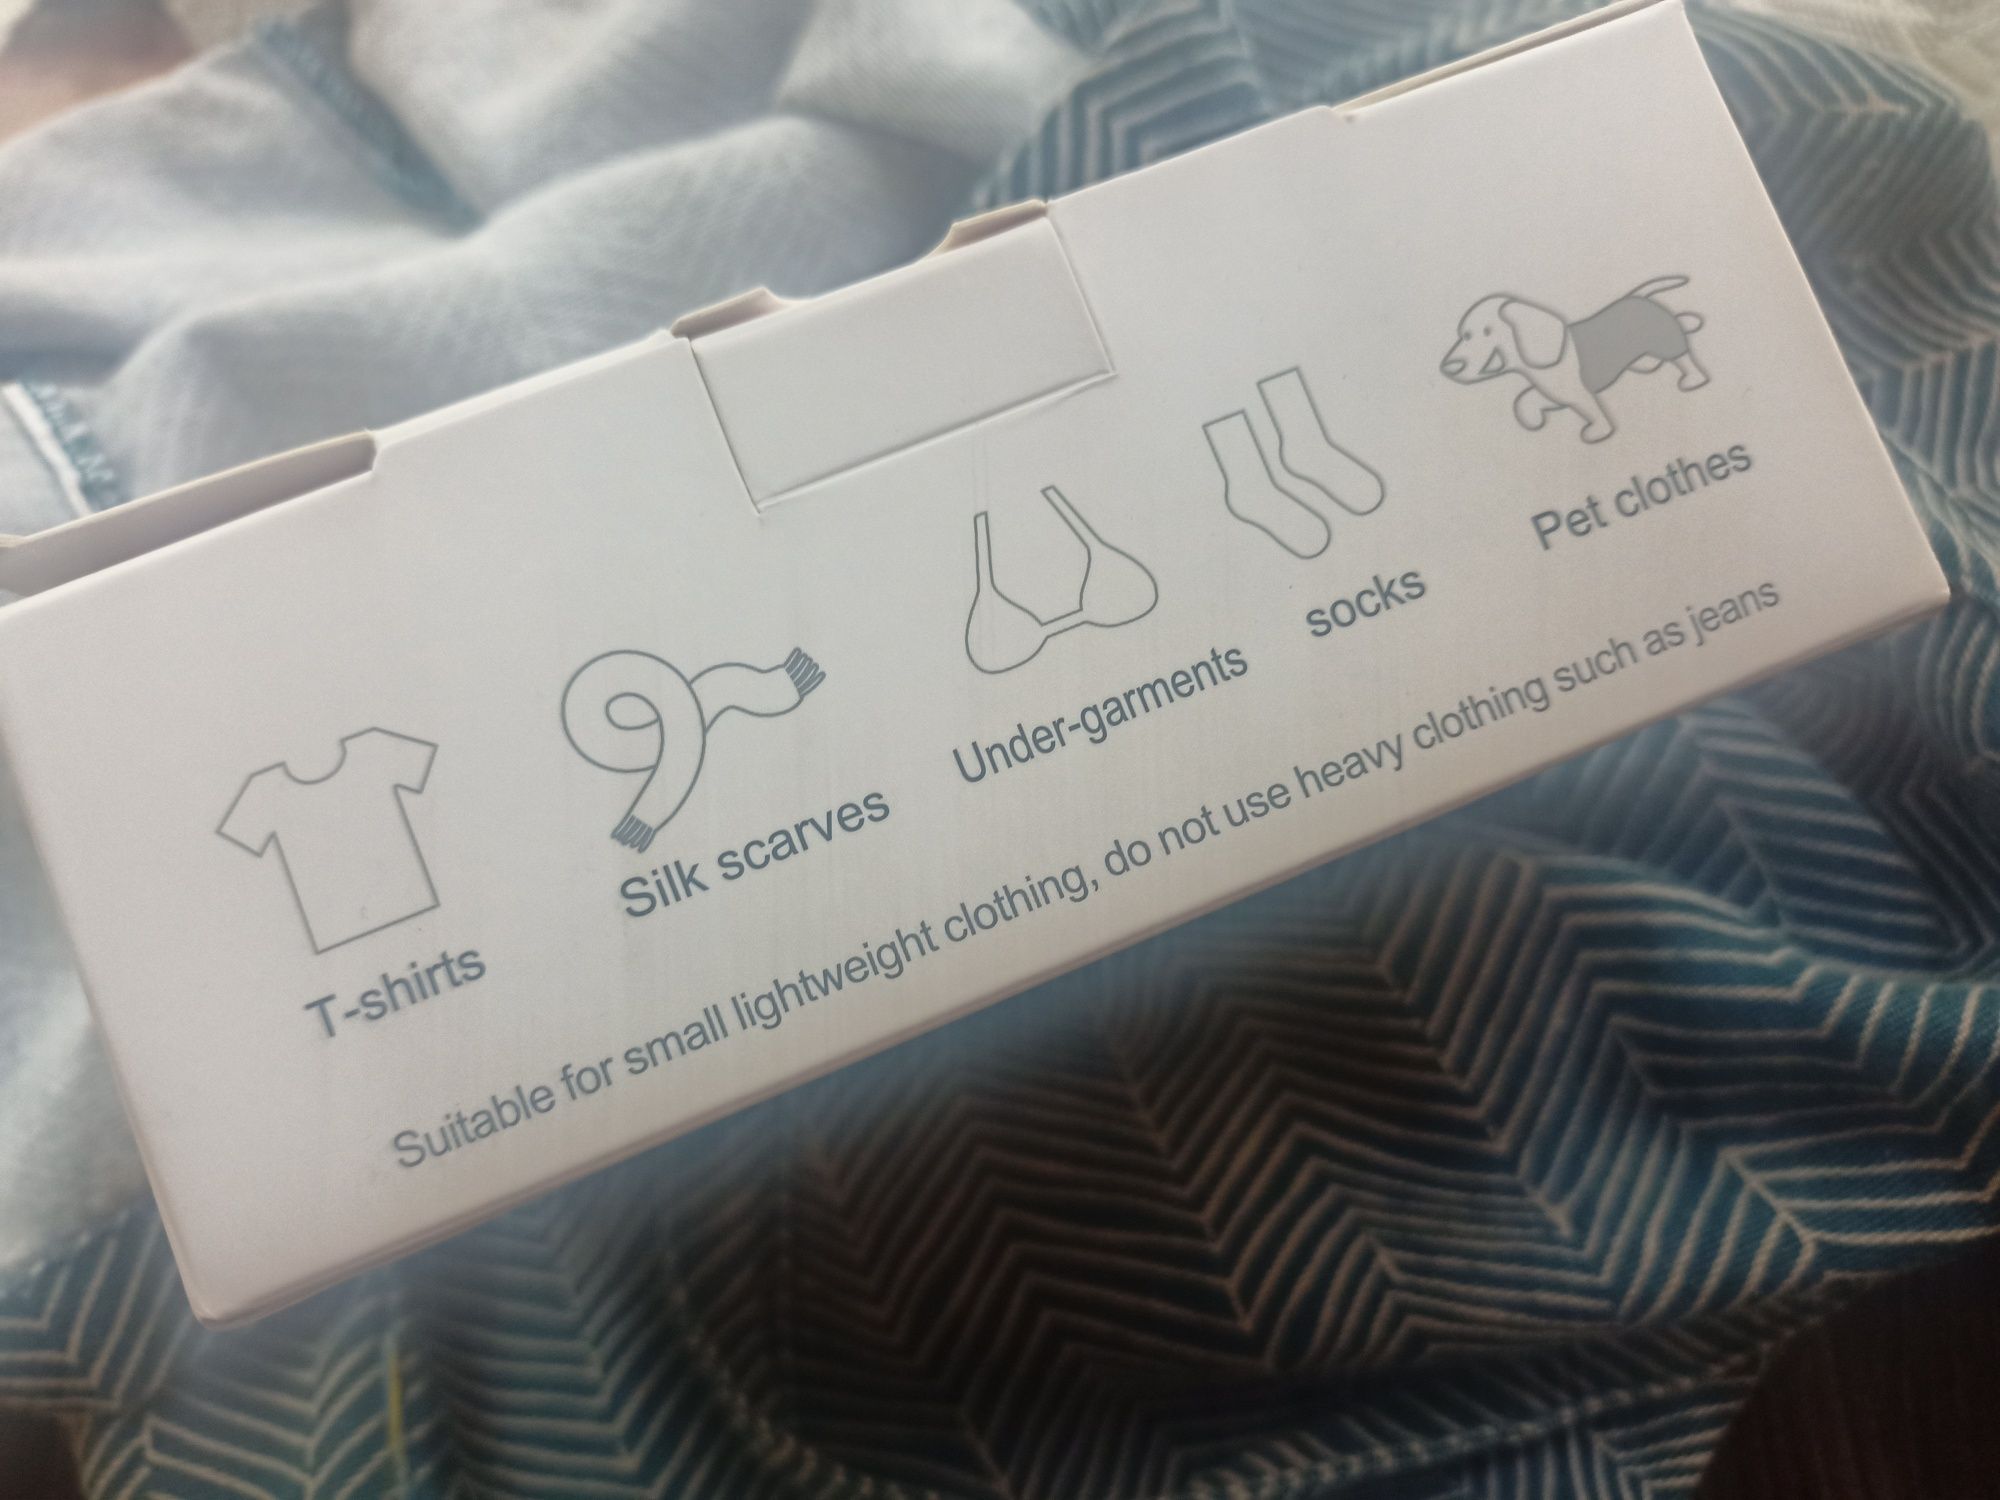 T-shirts
Silk scarves
Under-garments
socks
Pet clothes
Suitable for small lightweight clothing, do not use heavy clothing such as jeans